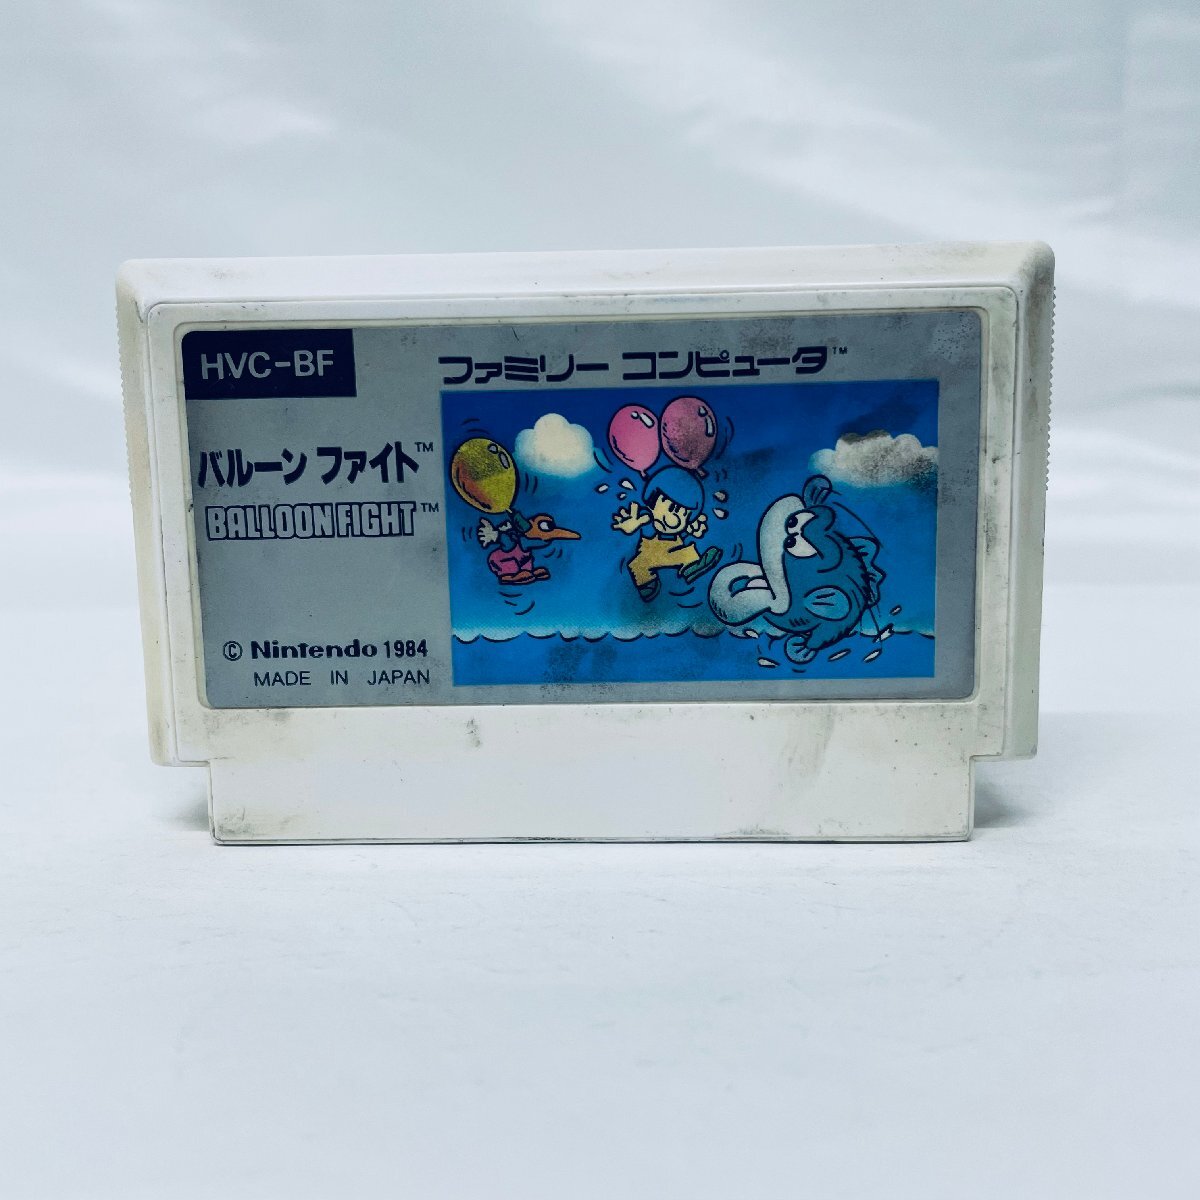 HVC-BF
ファミリー コンピュータ™
バルーン ファイト™
BALLOON FIGHT™
© Nintendo 1984
MADE IN JAPAN